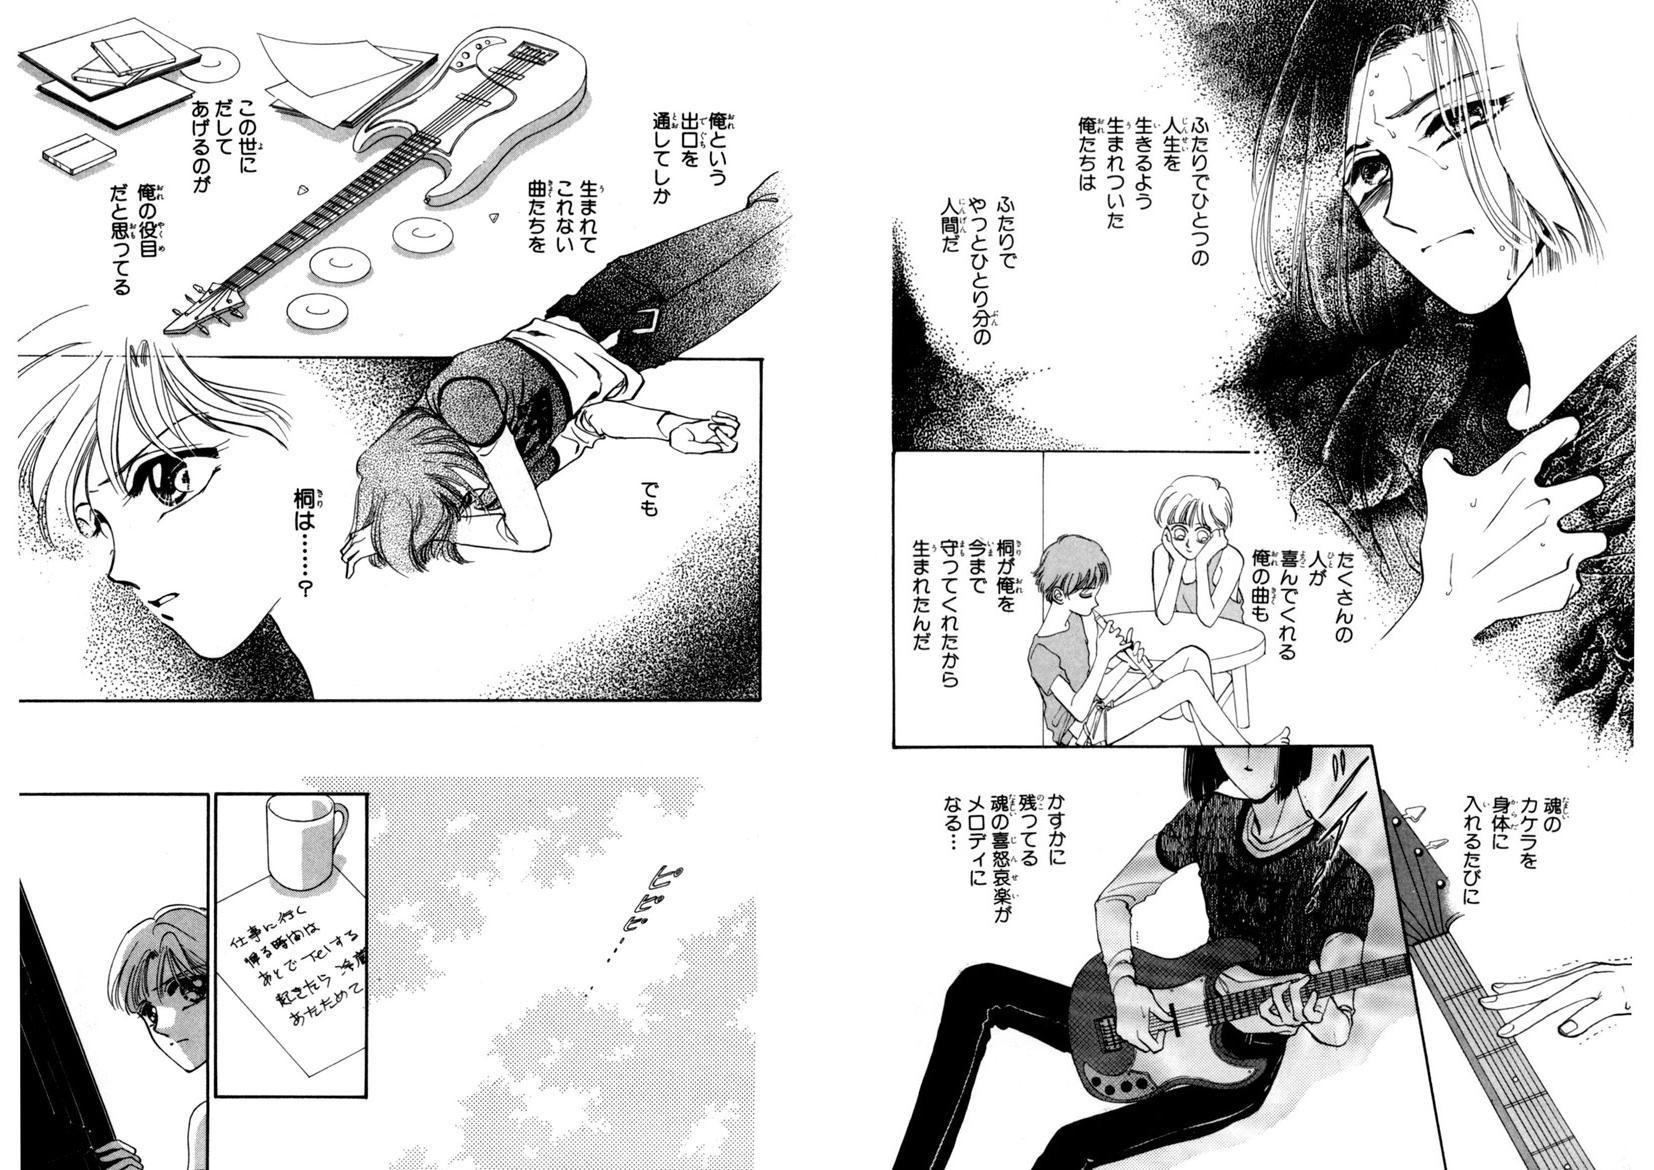 ふたりでひとつの
人生を
生きるよう
生まれついた
俺たちは
ふたりで
やっとひとり分の
人間だ
たくさんの
人が
喜んでくれる
俺の曲も
桐が俺を
今まで
守ってくれたから
生まれたんだ
魂の
カケラを
身体に
入れるたびに
かすかに
残ってる
魂の喜怒哀楽が
メロディに
なる…
俺という
出口を
通してしか
生まれて
これない
曲たちを
この世に
だして
あげるのが
俺の役目
だと思ってる
でも
桐は……?
ピピピ…
仕事に行く
帰る時間は
あとでTelする
起きたら
あたためて